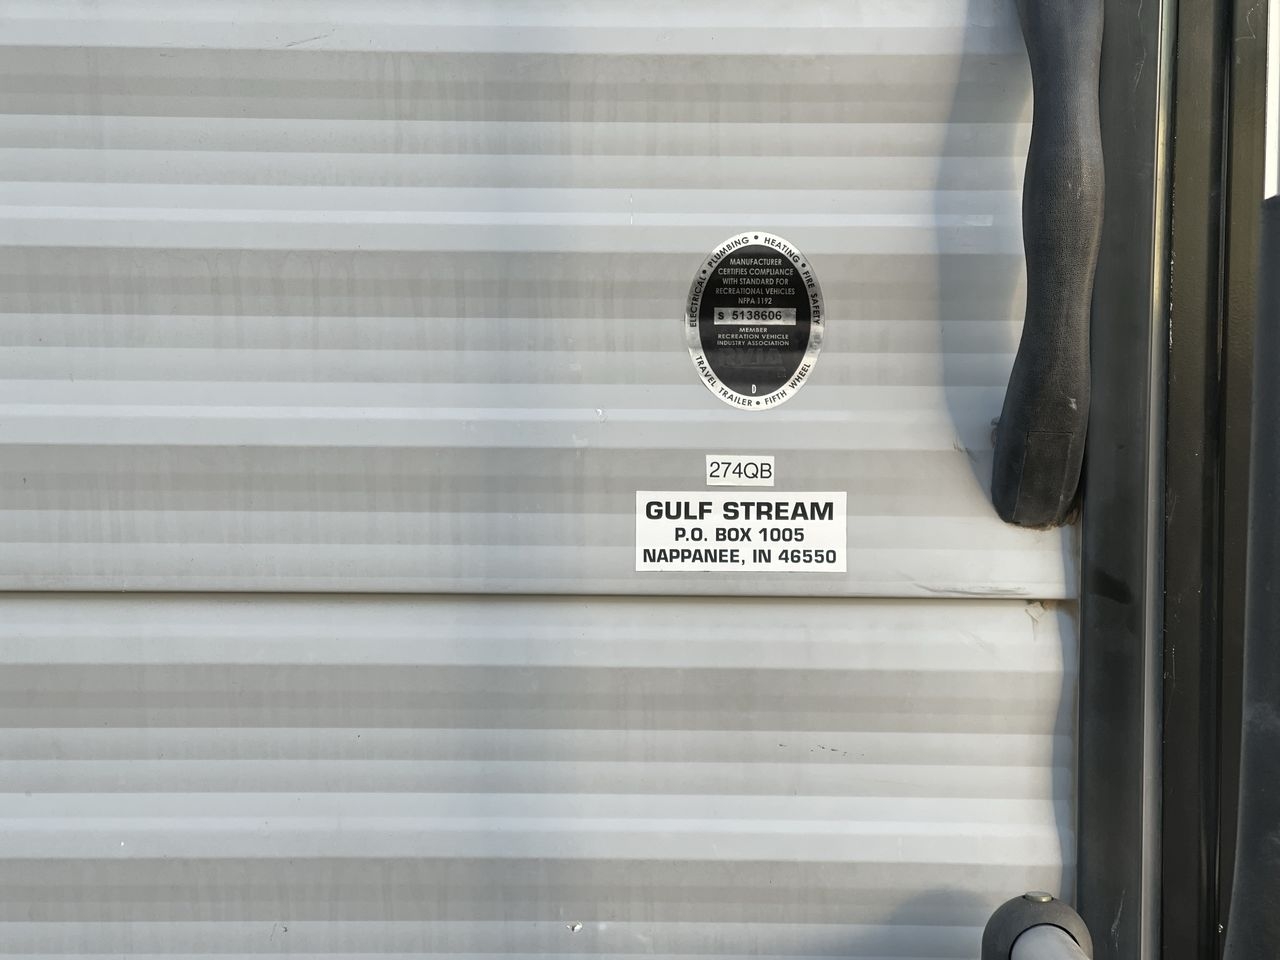 ELECTRICAL • PLUMBING • HEATING • FIRE SAFETY
MANUFACTURER
CERTIFIES COMPLIANCE
WITH STANDARD FOR
RECREATIONAL VEHICLES
NFPA 1192
S 5138606
MEMBER
RECREATION VEHICLE
INDUSTRY ASSOCIATION
RVIA
D
TRAVEL TRAILER • FIFTH WHEEL
274QB
GULF STREAM
P.O. BOX 1005
NAPPANEE, IN 46550